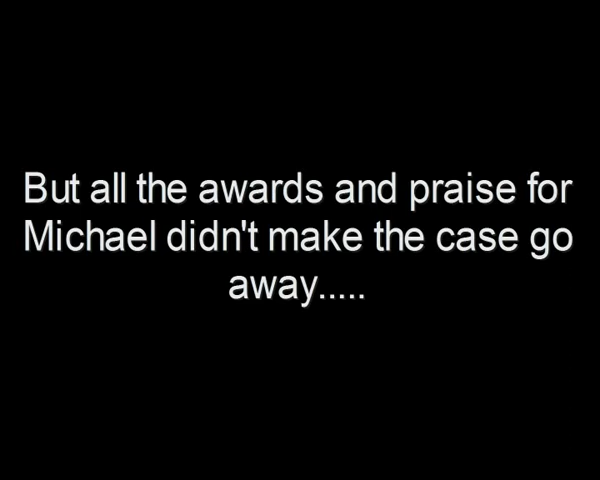 But all the awards and praise for
Michael didn't make the case go
away.....